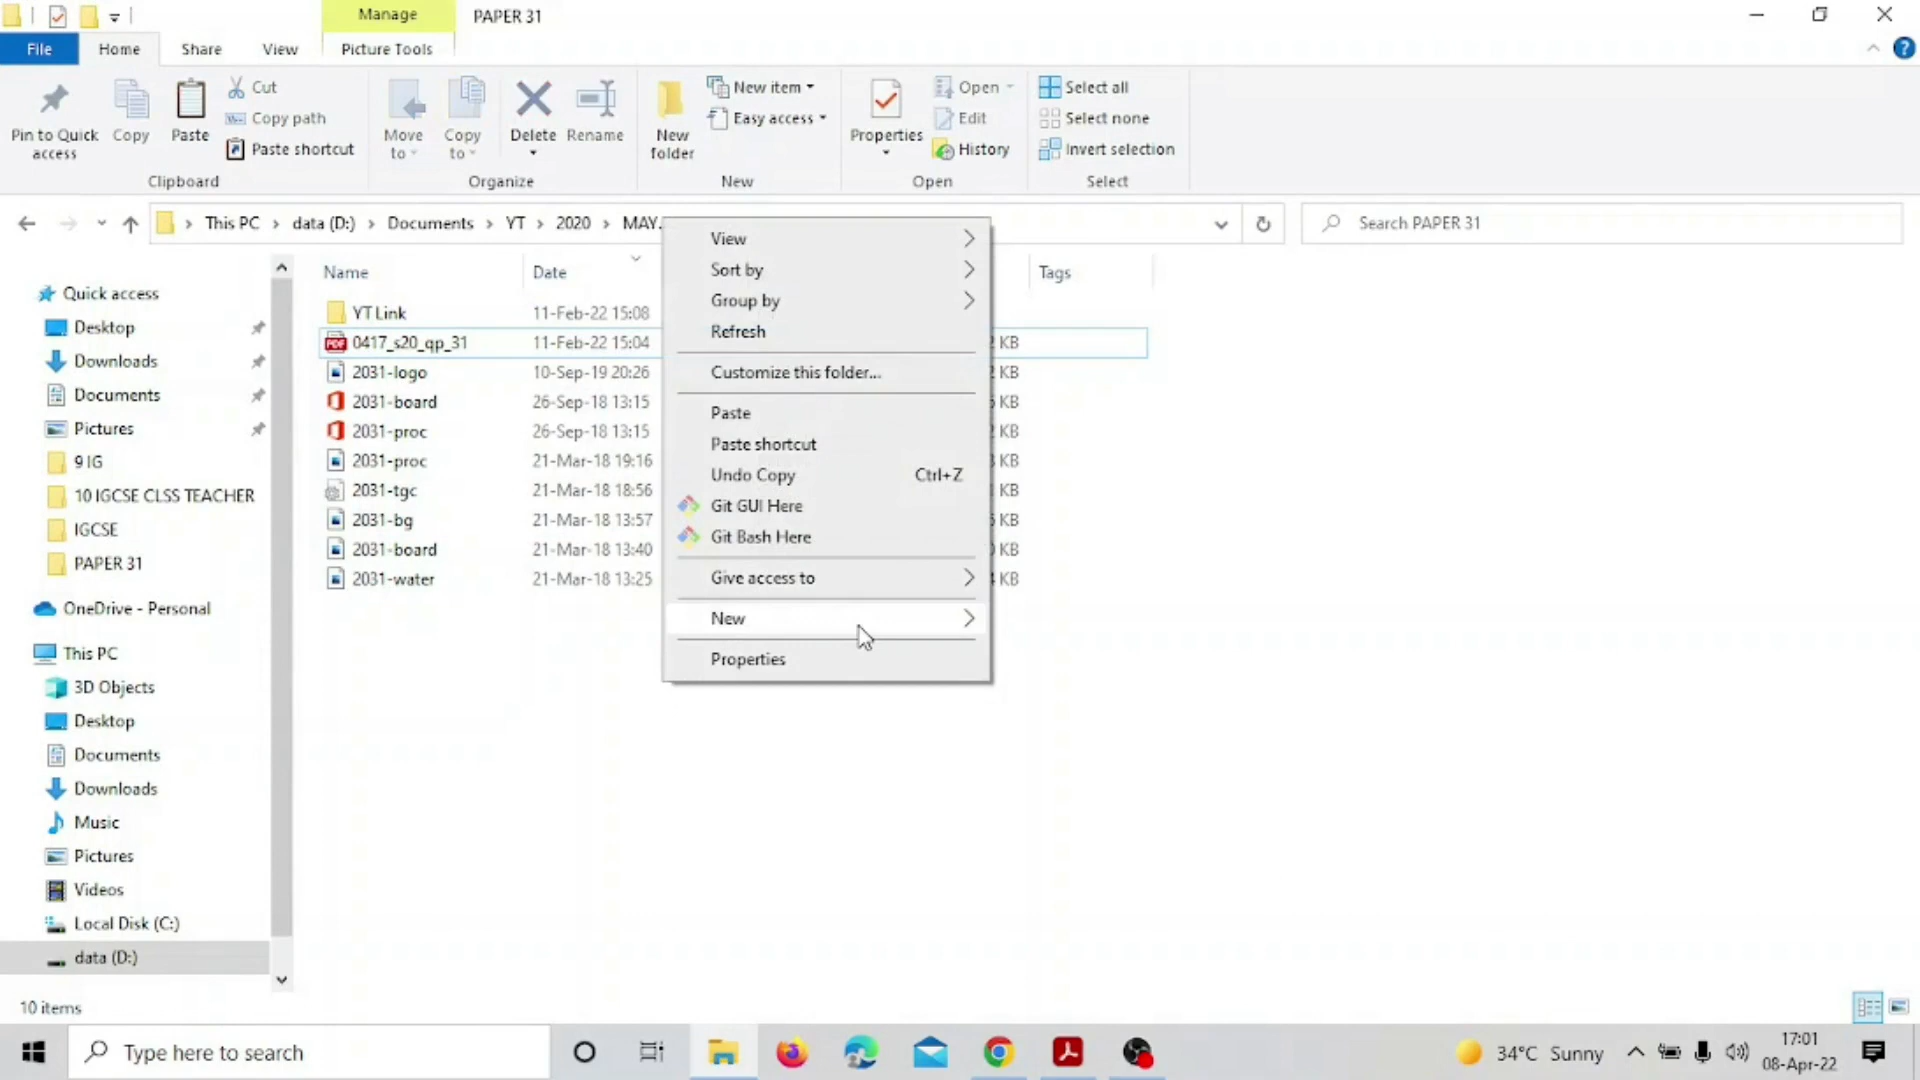 Manage PAPER 31
File Home Share View Picture Tools
Pin to Quick access
Copy
Paste
Cut
Copy path
Paste shortcut
Clipboard
Move to
Copy to
Delete
Rename
Organize
New folder
New item
Easy access
New
Properties
Open
Edit
History
Open
Select all
Select none
Invert selection
Select
This PC > data (D:) > Documents > YT > 2020 > MAY
Search PAPER 31
Quick access
Desktop
Downloads
Documents
Pictures
9 IG
10 IGCSE CLSS TEACHER
IGCSE
PAPER 31
OneDrive - Personal
This PC
3D Objects
Desktop
Documents
Downloads
Music
Pictures
Videos
Local Disk (C:)
data (D:)
Name Date Tags
YT Link 11-Feb-22 15:08
0417_s20_qp_31 11-Feb-22 15:04 KB
2031-logo 10-Sep-19 20:26 KB
2031-board 26-Sep-18 13:15 KB
2031-proc 26-Sep-18 13:15 KB
2031-proc 21-Mar-18 19:16 KB
2031-tgc 21-Mar-18 18:56 KB
2031-bg 21-Mar-18 13:57 KB
2031-board 21-Mar-18 13:40 KB
2031-water 21-Mar-18 13:25 KB
View
Sort by
Group by
Refresh
Customize this folder...
Paste
Paste shortcut
Undo Copy Ctrl+Z
Git GUI Here
Git Bash Here
Give access to
New
Properties
10 items
Type here to search
34°C Sunny
17:01
08-Apr-22